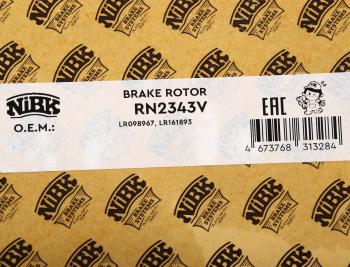 BRAKE ROTOR
NiBK
RN2343V
EAC
O.E.M.:
LR098967, LR161893
4 673768 313284
NiBK
BRAKE
SYSTEMS